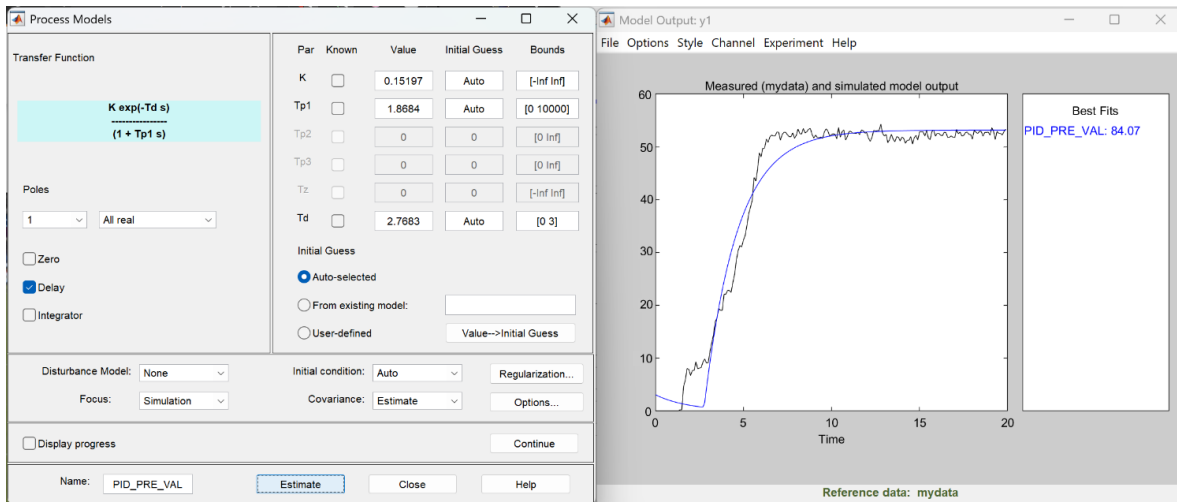 Process Models
Transfer Function
K exp(-Td s)
----------------
(1 + Tp1 s)
Poles
1 All real
Zero
Delay
Integrator
Par Known Value Initial Guess Bounds
K 0.15197 Auto [-Inf Inf]
Tp1 1.8684 Auto [0 10000]
Tp2 0 0 [0 Inf]
Tp3 0 0 [0 Inf]
Tz 0 0 [-Inf Inf]
Td 2.7683 Auto [0 3]
Initial Guess
Auto-selected
From existing model:
User-defined Value-->Initial Guess
Disturbance Model: None Initial condition: Auto Regularization...
Focus: Simulation Covariance: Estimate Options...
Display progress Continue
Name: PID_PRE_VAL Estimate Close Help
Model Output: y1
File Options Style Channel Experiment Help
Measured (mydata) and simulated model output
60
50
40
30
20
10
0
0 5 10 15 20
Time
Best Fits
PID_PRE_VAL: 84.07
Reference data: mydata